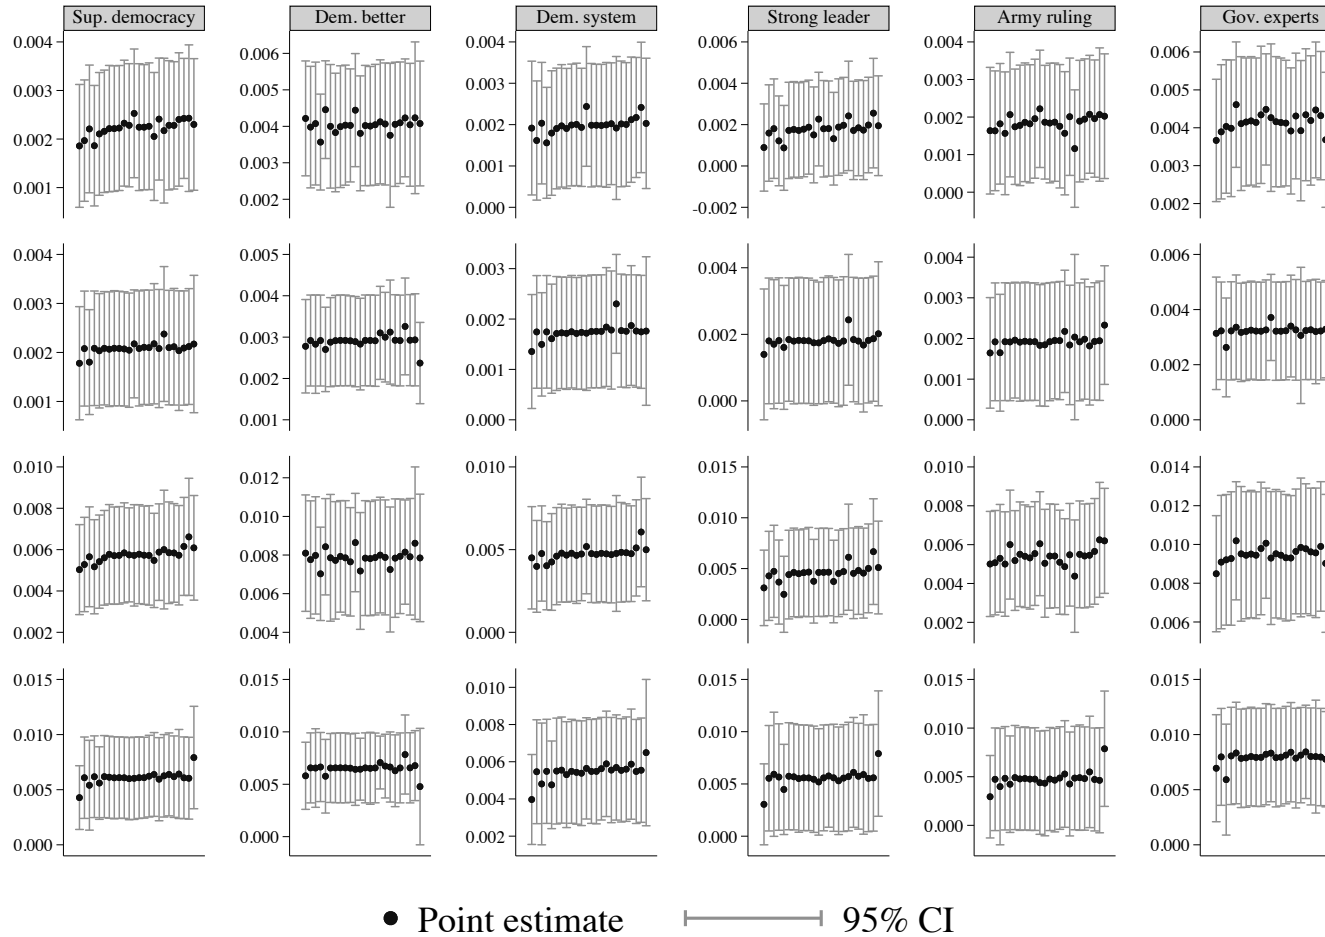 Sup. democracy Dem. better Dem. system Strong leader Army ruling Gov. experts
0.004 0.003 0.002 0.001
0.006 0.005 0.004 0.003 0.002
0.004 0.003 0.002 0.001 0.000
0.006 0.004 0.002 0.000 -0.002
0.004 0.003 0.002 0.001 0.000
0.006 0.005 0.004 0.003 0.002
0.004 0.003 0.002 0.001
0.005 0.004 0.003 0.002 0.001
0.003 0.002 0.001 0.000
0.004 0.002 0.000
0.004 0.003 0.002 0.001 0.000
0.006 0.004 0.002 0.000
0.010 0.008 0.006 0.004 0.002
0.012 0.010 0.008 0.006 0.004
0.010 0.005 0.000
0.015 0.010 0.005 0.000
0.010 0.008 0.006 0.004 0.002
0.014 0.012 0.010 0.008 0.006
0.015 0.010 0.005 0.000
0.015 0.010 0.005 0.000
0.010 0.008 0.006 0.004 0.002
0.015 0.010 0.005 0.000
0.015 0.010 0.005 0.000
0.015 0.010 0.005 0.000
Point estimate 95% CI